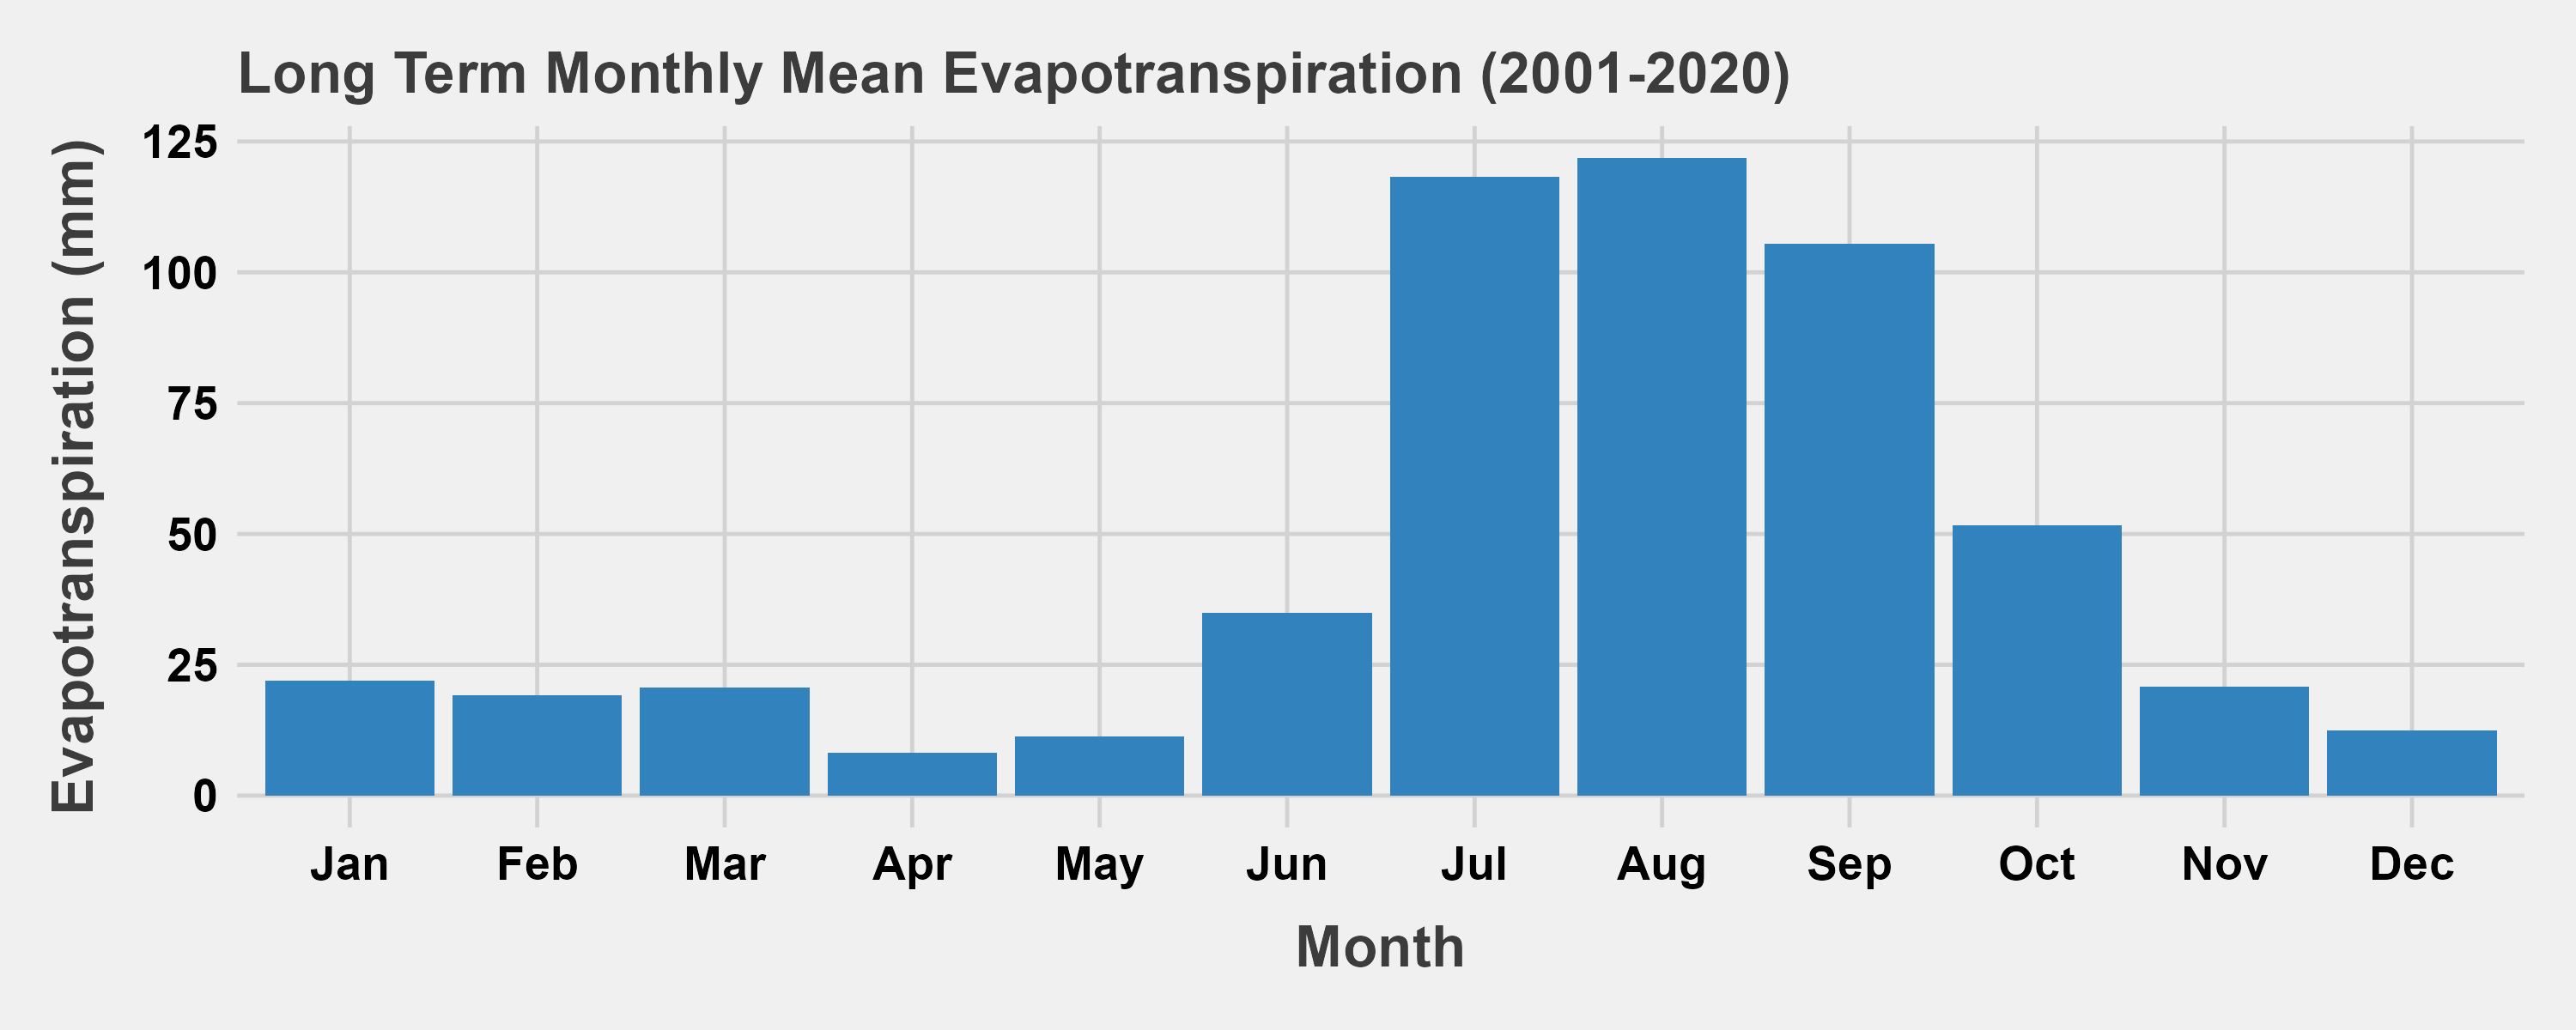 Long Term Monthly Mean Evapotranspiration (2001-2020)
Evapotranspiration (mm)
125
100
75
50
25
0
Jan Feb Mar Apr May Jun Jul Aug Sep Oct Nov Dec
Month